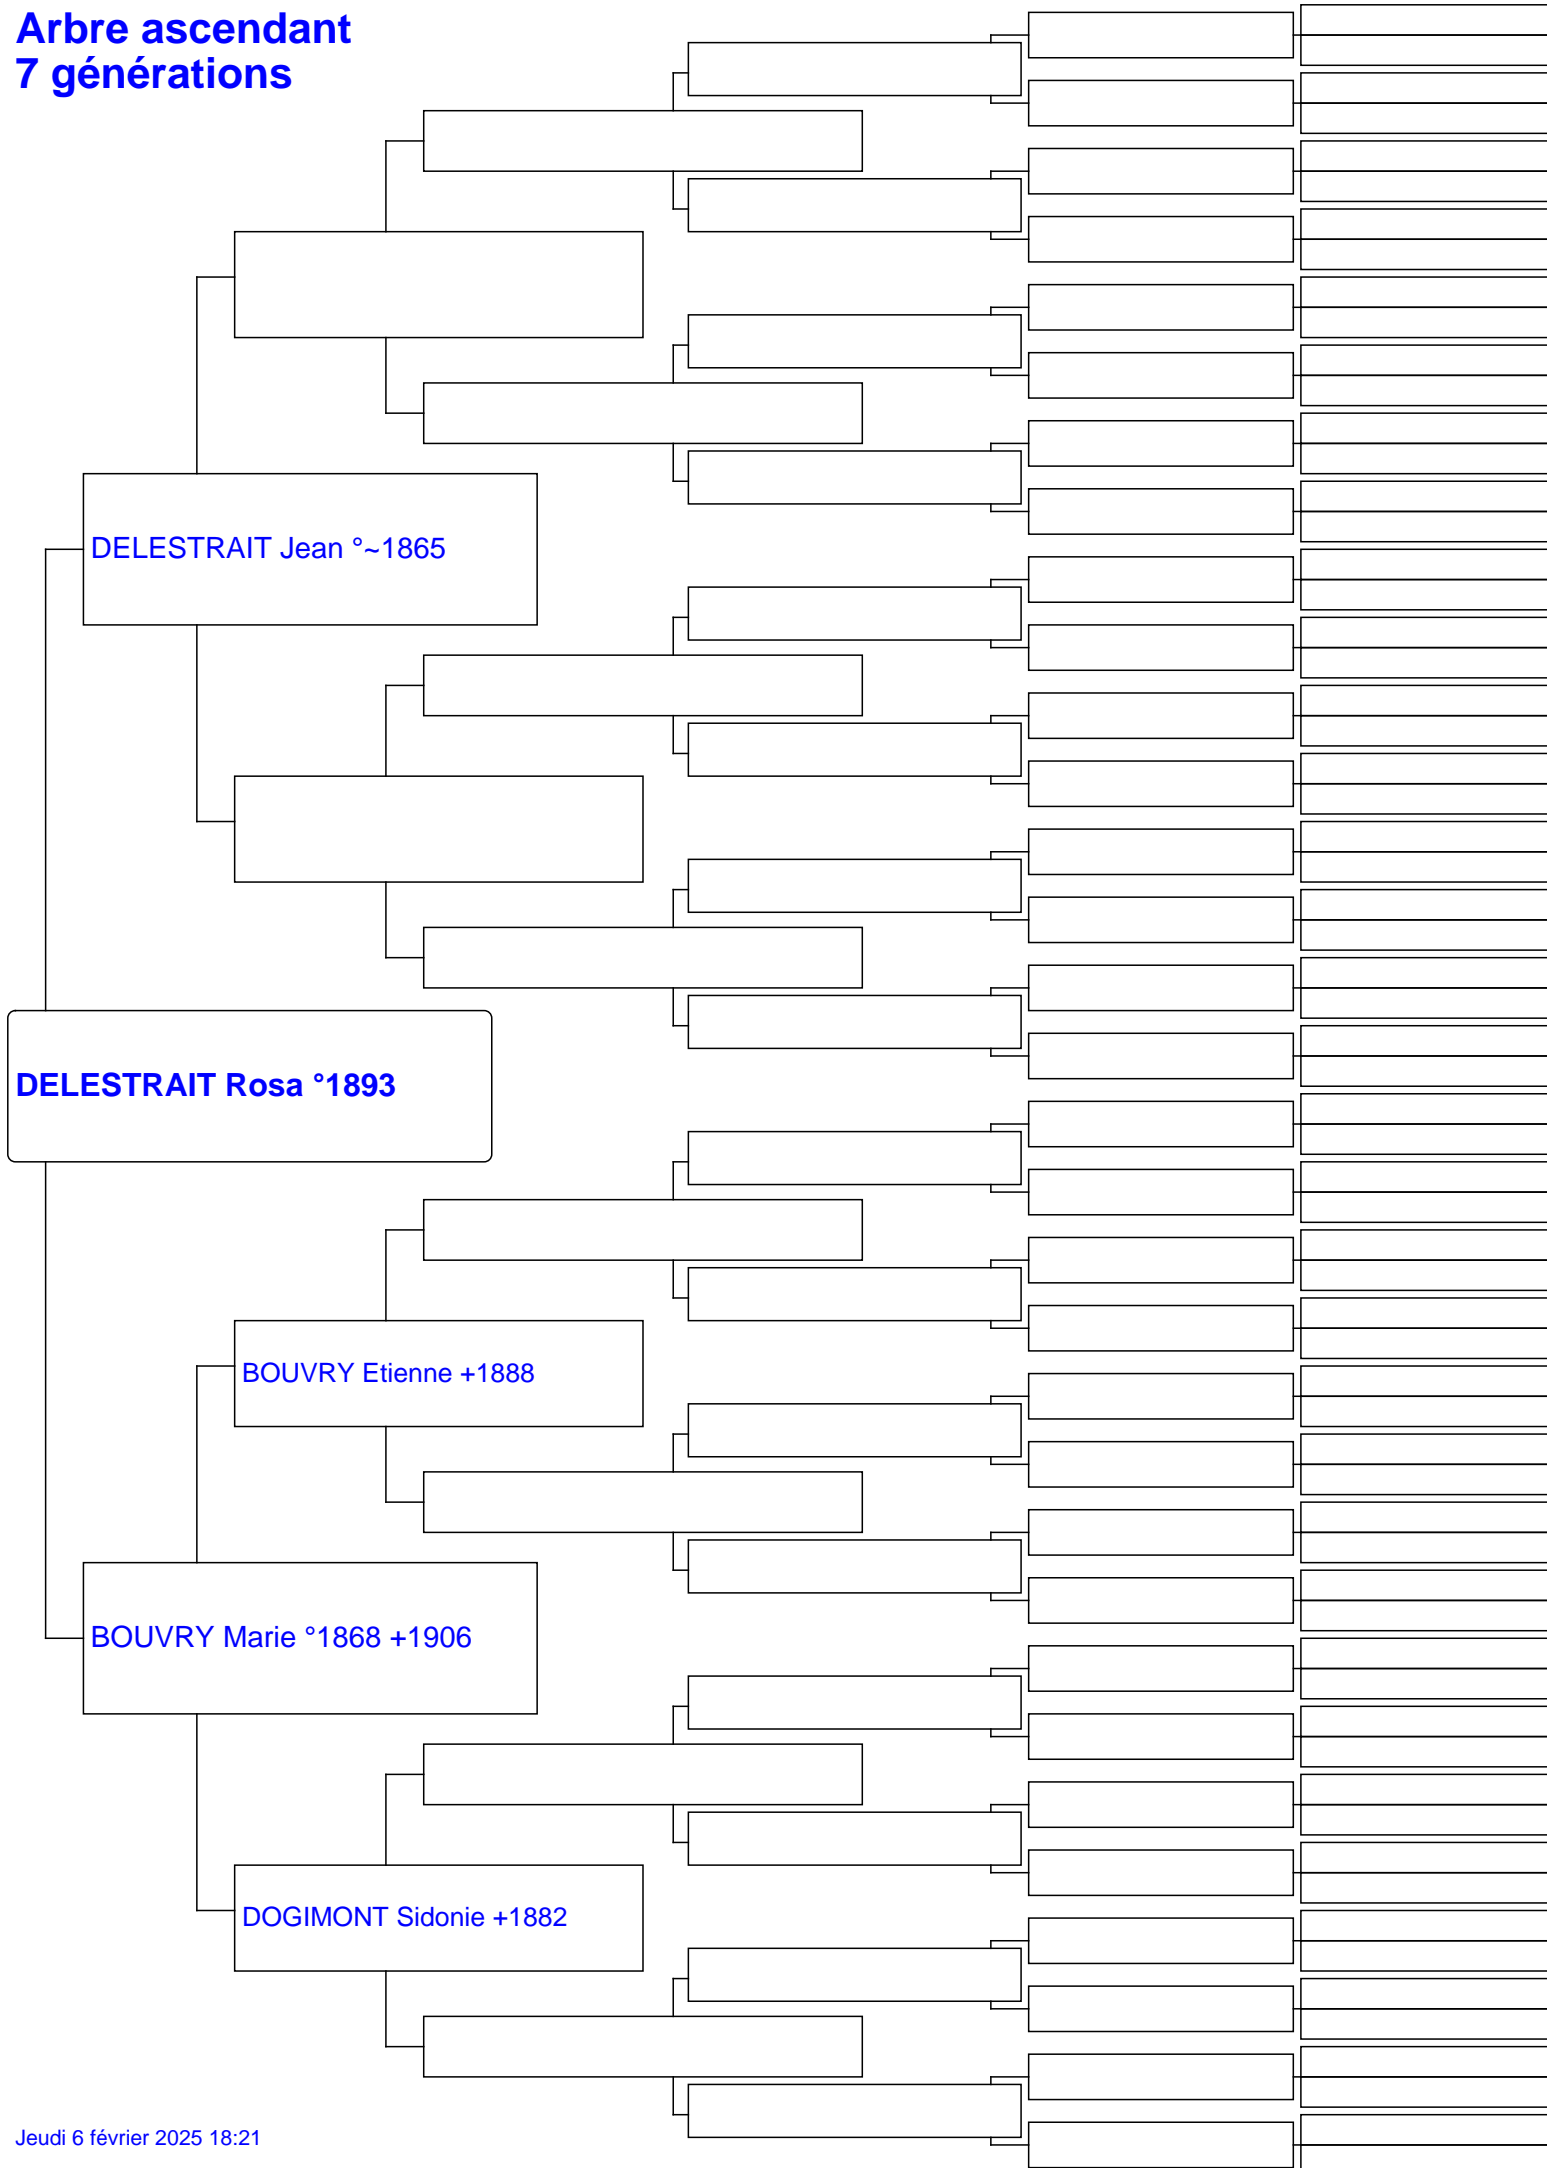 Arbre ascendant
7 générations
DELESTRAIT Jean °~1865
DELESTRAIT Rosa °1893
BOUVRY Etienne +1888
BOUVRY Marie °1868 +1906
DOGIMONT Sidonie +1882
Jeudi 6 février 2025 18:21